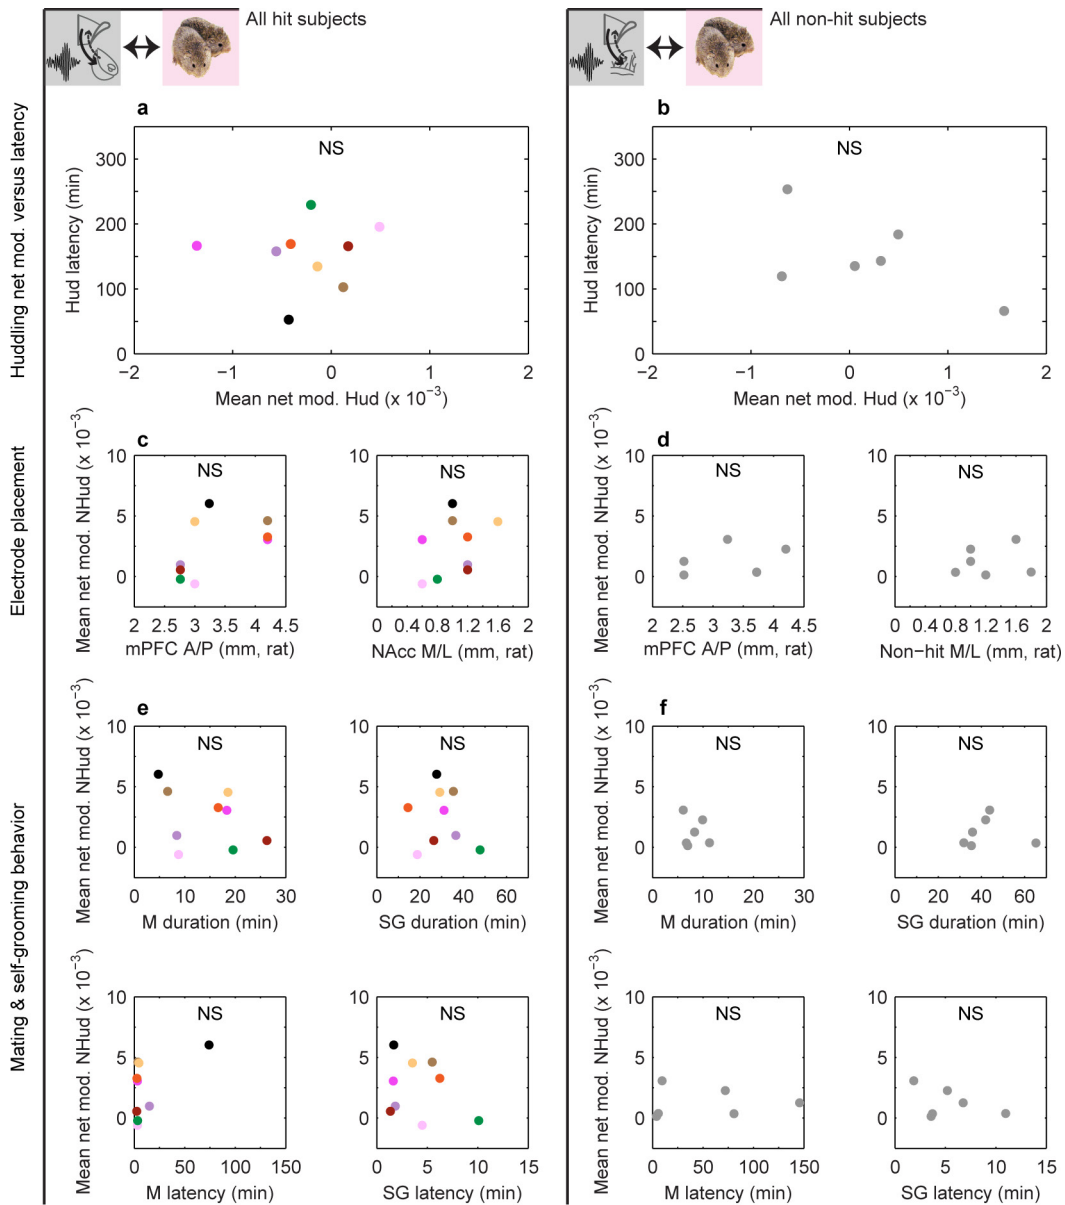 All hit subjects
All non-hit subjects
Huddling net mod. versus latency
a
NS
Hud latency (min)
300
200
100
0
−2
−1
0
1
2
Mean net mod. Hud (x 10−3)
b
NS
Hud latency (min)
300
200
100
0
−2
−1
0
1
2
Mean net mod. Hud (x 10−3)
Electrode placement
c
Mean net mod. NHud (x 10−3)
NS
10
5
0
2
2.5
3
3.5
4
4.5
mPFC A/P (mm, rat)
NS
10
5
0
0
0.4
0.8
1.2
1.6
2
NAcc M/L (mm, rat)
d
Mean net mod. NHud (x 10−3)
NS
10
5
0
2
2.5
3
3.5
4
4.5
mPFC A/P (mm, rat)
NS
10
5
0
0
0.4
0.8
1.2
1.6
2
Non−hit M/L (mm, rat)
Mating & self-grooming behavior
e
Mean net mod. NHud (x 10−3)
NS
10
5
0
0
10
20
30
M duration (min)
NS
10
5
0
0
20
40
60
SG duration (min)
f
Mean net mod. NHud (x 10−3)
NS
10
5
0
0
10
20
30
M duration (min)
NS
10
5
0
0
20
40
60
SG duration (min)
Mean net mod. NHud (x 10−3)
NS
10
5
0
0
50
100
150
M latency (min)
NS
10
5
0
0
5
10
15
SG latency (min)
Mean net mod. NHud (x 10−3)
NS
10
5
0
0
50
100
150
M latency (min)
NS
10
5
0
0
5
10
15
SG latency (min)